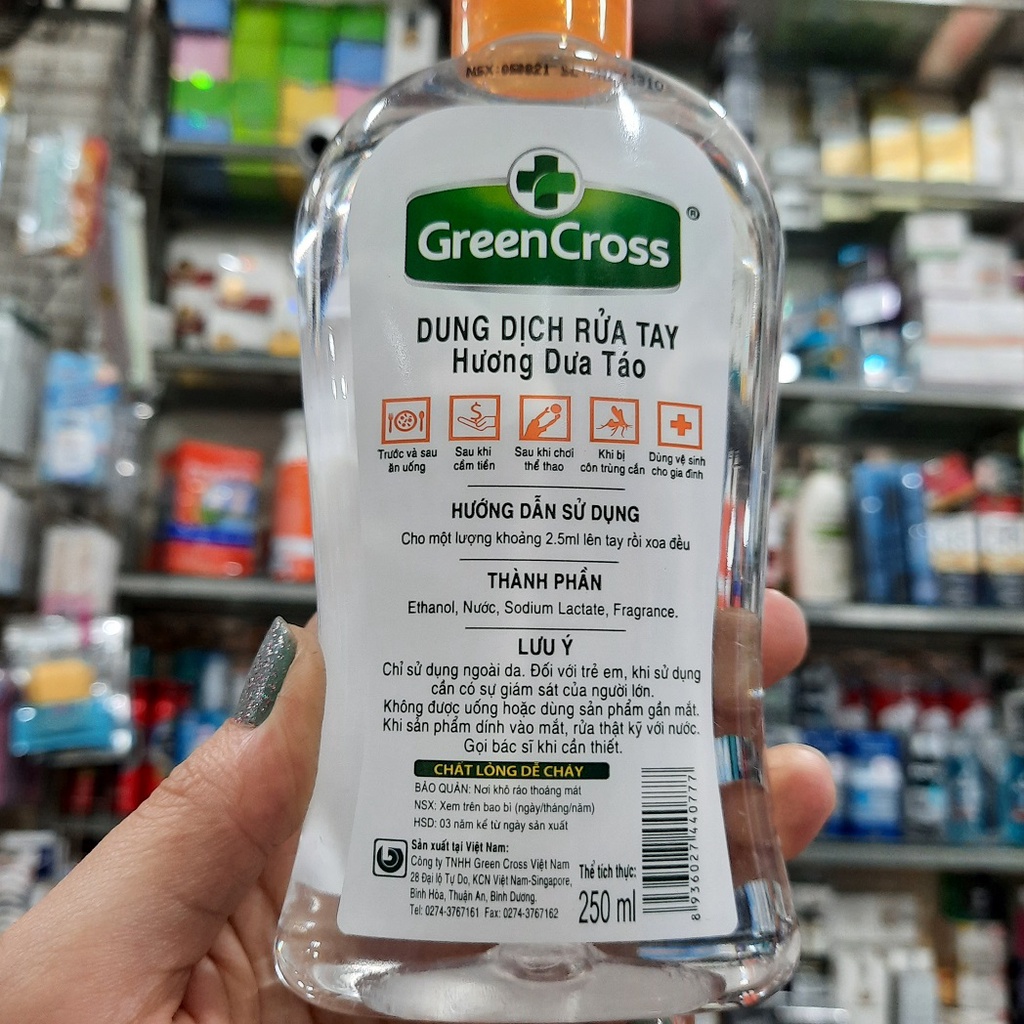 GreenCross®
DUNG DỊCH RỬA TAY
Hương Dưa Táo
Trước và sau ăn uống
Sau khi cầm tiền
Sau khi chơi thể thao
Khi bị côn trùng cắn
Dùng vệ sinh cho gia đình
HƯỚNG DẪN SỬ DỤNG
Cho một lượng khoảng 2.5ml lên tay rồi xoa đều
THÀNH PHẦN
Ethanol, Nước, Sodium Lactate, Fragrance.
LƯU Ý
Chỉ sử dụng ngoài da. Đối với trẻ em, khi sử dụng
cần có sự giám sát của người lớn.
Không được uống hoặc dùng sản phẩm gần mắt.
Khi sản phẩm dính vào mắt, rửa thật kỹ với nước.
Gọi bác sĩ khi cần thiết.
CHẤT LỎNG DỄ CHÁY
BẢO QUẢN: Nơi khô ráo thoáng mát
NSX: Xem trên bao bì (ngày/tháng/năm)
HSD: 03 năm kể từ ngày sản xuất
Sản xuất tại Việt Nam:
Công ty TNHH Green Cross Việt Nam
28 Đại lộ Tự Do, KCN Việt Nam-Singapore,
Bình Hòa, Thuận An, Bình Dương.
Tel: 0274-3767161 Fax: 0274-3767162
Thể tích thực:
250 ml
8936027440777